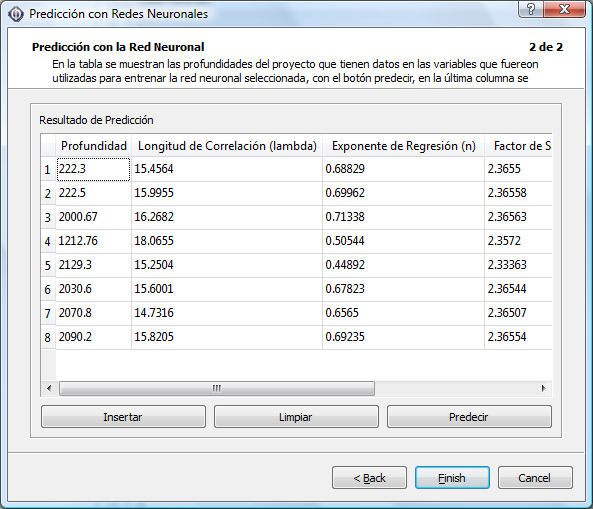 Predicción con Redes Neuronales
Predicción con la Red Neuronal 2 de 2
En la tabla se muestran las profundidades del proyecto que tienen datos en las variables que fuereon
utilizadas para entrenar la red neuronal seleccionada, con el botón predecir, en la última columna se
Resultado de Predicción
Profundidad Longitud de Correlación (lambda) Exponente de Regresión (n) Factor de S
1 222.3 15.4564 0.68829 2.3655
2 222.5 15.9955 0.69962 2.36558
3 2000.67 16.2682 0.71338 2.36563
4 1212.76 18.0655 0.50544 2.3572
5 2129.3 15.2504 0.44892 2.33363
6 2030.6 15.6001 0.67823 2.36544
7 2070.8 14.7316 0.6565 2.36507
8 2090.2 15.8205 0.69235 2.36554
Insertar Limpiar Predecir
< Back Finish Cancel